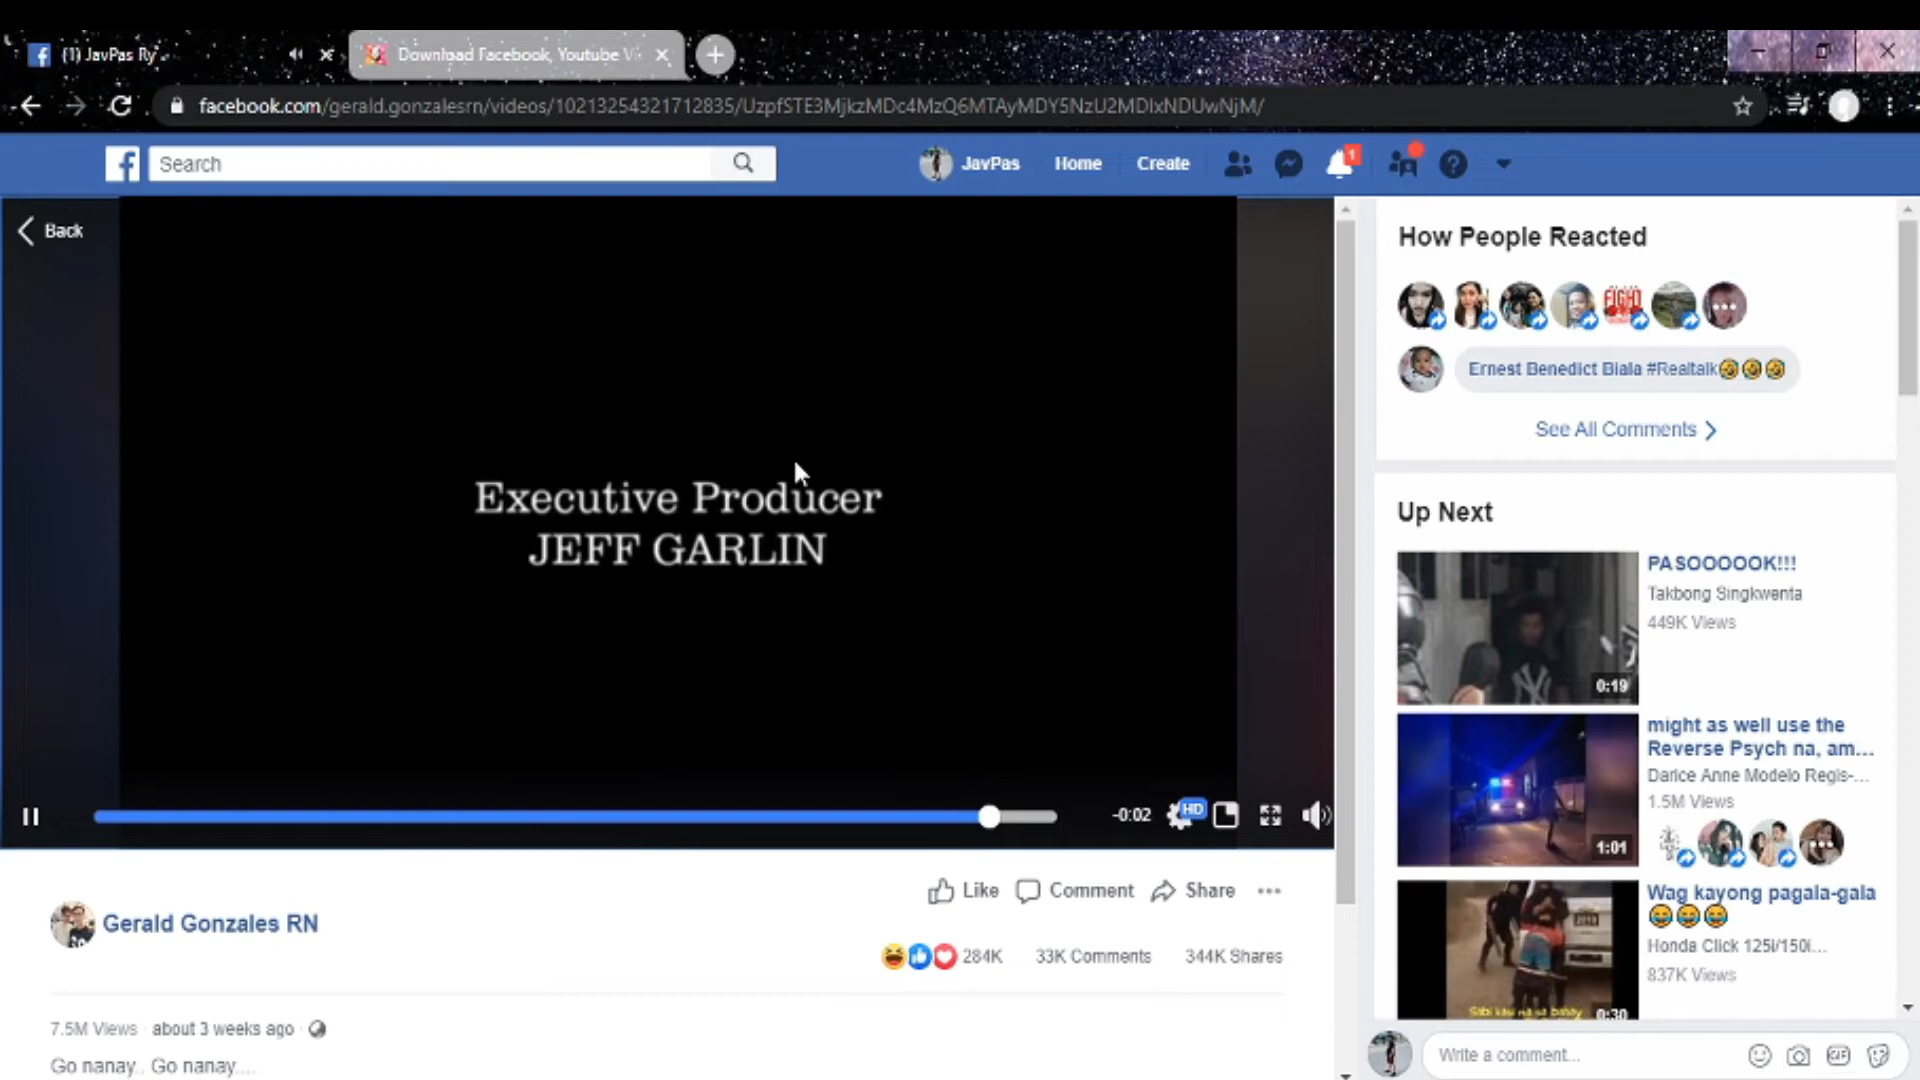 (1) JavPas Ry
Download Facebook, Youtube Vi
facebook.com/gerald.gonzalesrn/videos/10213254321712835/UzpfSTE3MjkzMDc4MzQ6MTAyMDY5NzU2MDIxNDUwNjM/
Search
JavPas
Home
Create
1
Back
Executive Producer
JEFF GARLIN
-0:02
HD
Like
Comment
Share
Gerald Gonzales RN
284K
33K Comments
344K Shares
7.5M Views · about 3 weeks ago ·
Go nanay.. Go nanay....
How People Reacted
FIGHT
Ernest Benedict Biala #Realtalk🤣🤣🤣
See All Comments
Up Next
PASOOOOOK!!!
Takbong Singkwenta
449K Views
0:19
might as well use the
Reverse Psych na, am...
Darice Anne Modelo Regis-...
1.5M Views
1:01
Wag kayong pagala-gala
😂😂😂
Honda Click 125i/150i...
837K Views
0:30
Write a comment...
GIF